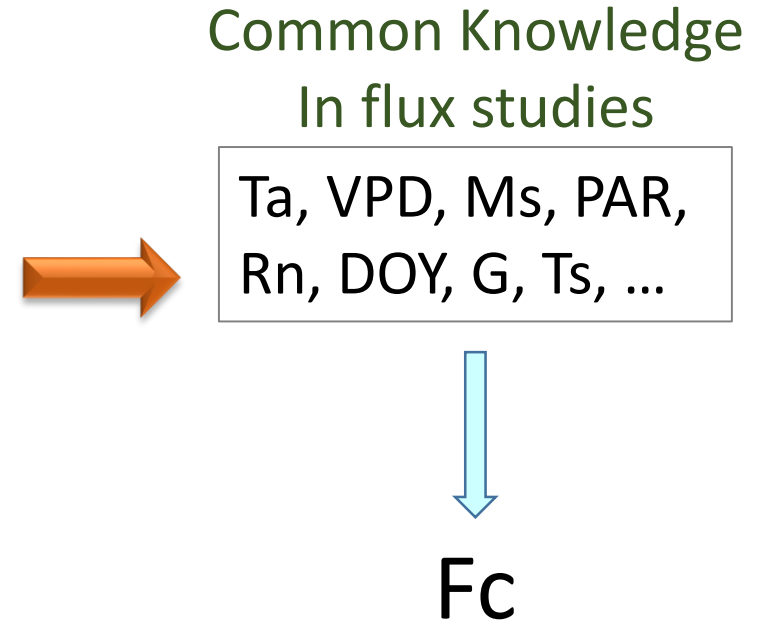 Common Knowledge
In flux studies
Ta, VPD, Ms, PAR,
Rn, DOY, G, Ts, …
Fc